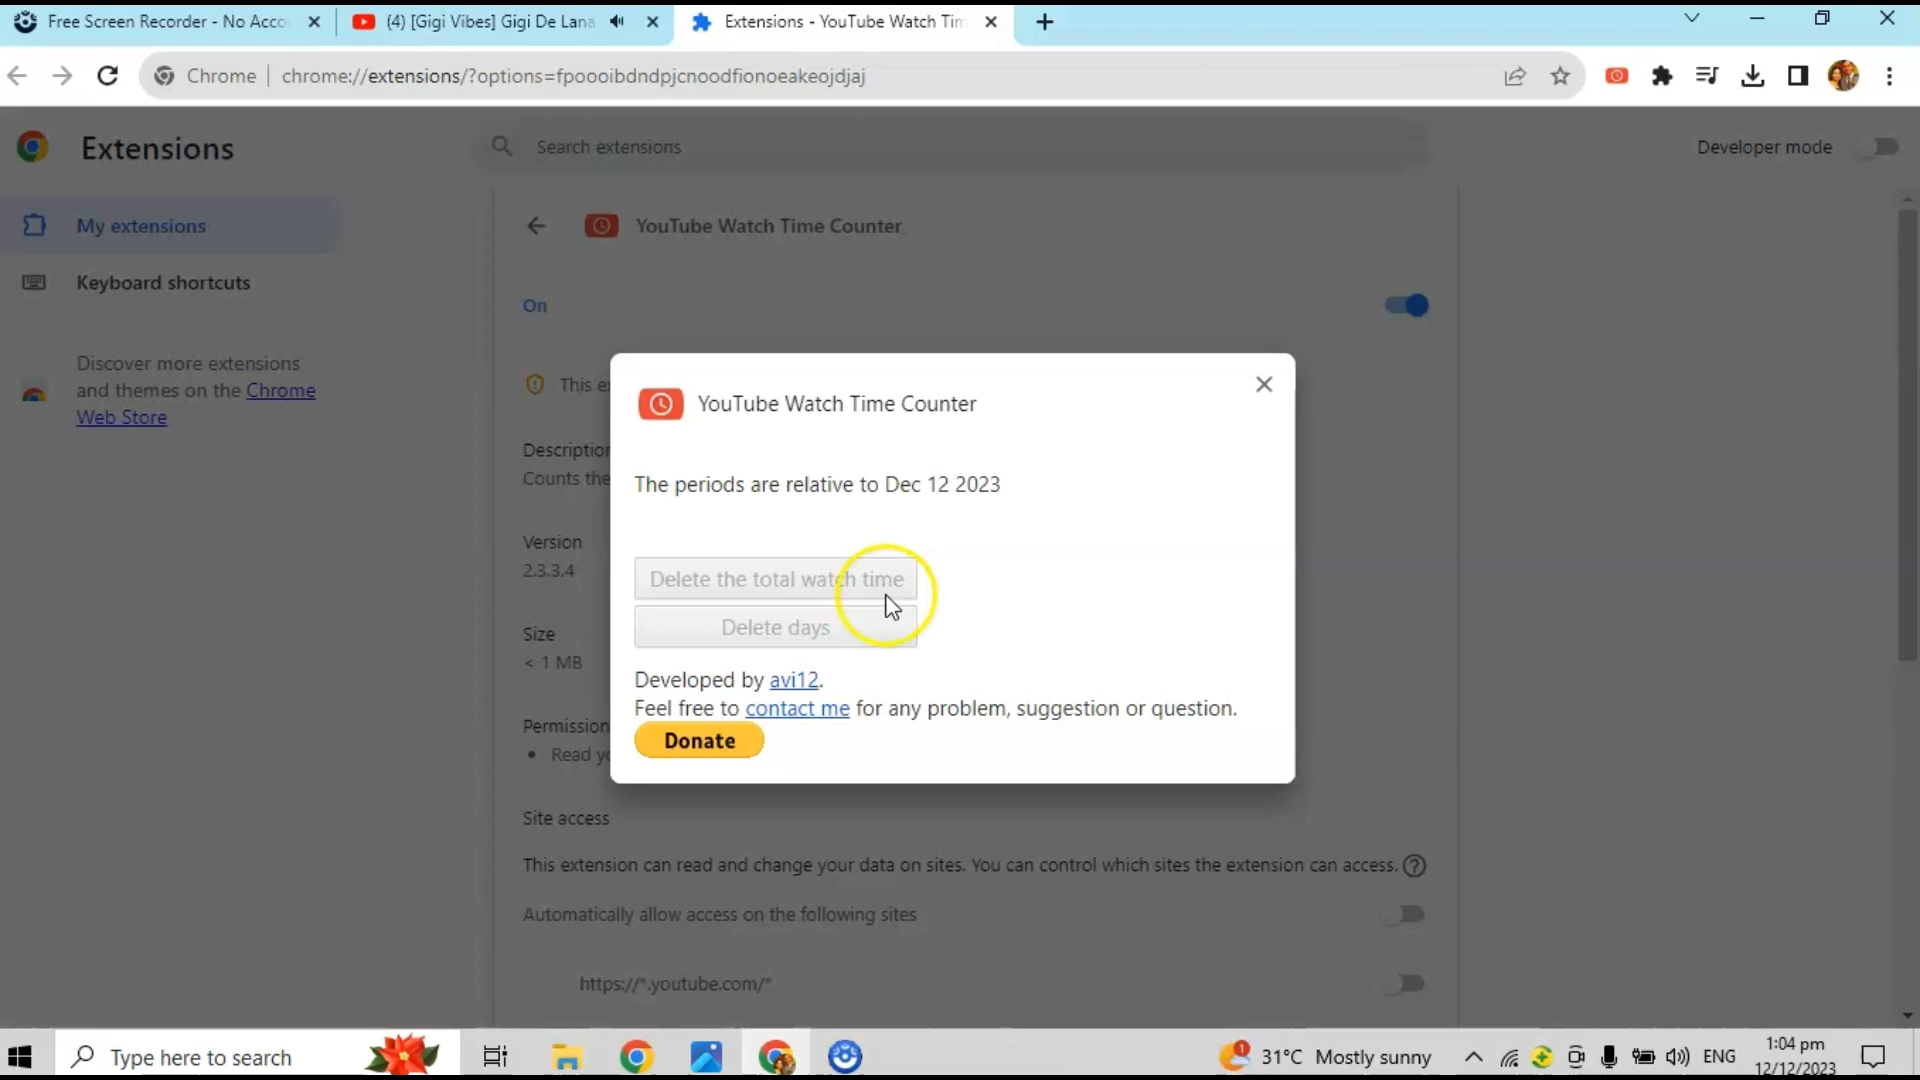 Free Screen Recorder - No Acco
(4) [Gigi Vibes] Gigi De Lana
Extensions - YouTube Watch Tim
Chrome
chrome://extensions/?options=fpoooibdndpjcnoodfionoeakeojdjaj
Extensions
Search extensions
Developer mode
My extensions
Keyboard shortcuts
Discover more extensions
and themes on the Chrome
Web Store
YouTube Watch Time Counter
On
This e
Description
Counts the
Version
2.3.3.4
Size
< 1 MB
Permission
• Read yo
YouTube Watch Time Counter
The periods are relative to Dec 12 2023
Delete the total watch time
Delete days
Developed by avi12.
Feel free to contact me for any problem, suggestion or question.
Donate
Site access
This extension can read and change your data on sites. You can control which sites the extension can access.
Automatically allow access on the following sites
https://*.youtube.com/*
Type here to search
1
31°C Mostly sunny
ENG
1:04 pm
12/12/2023